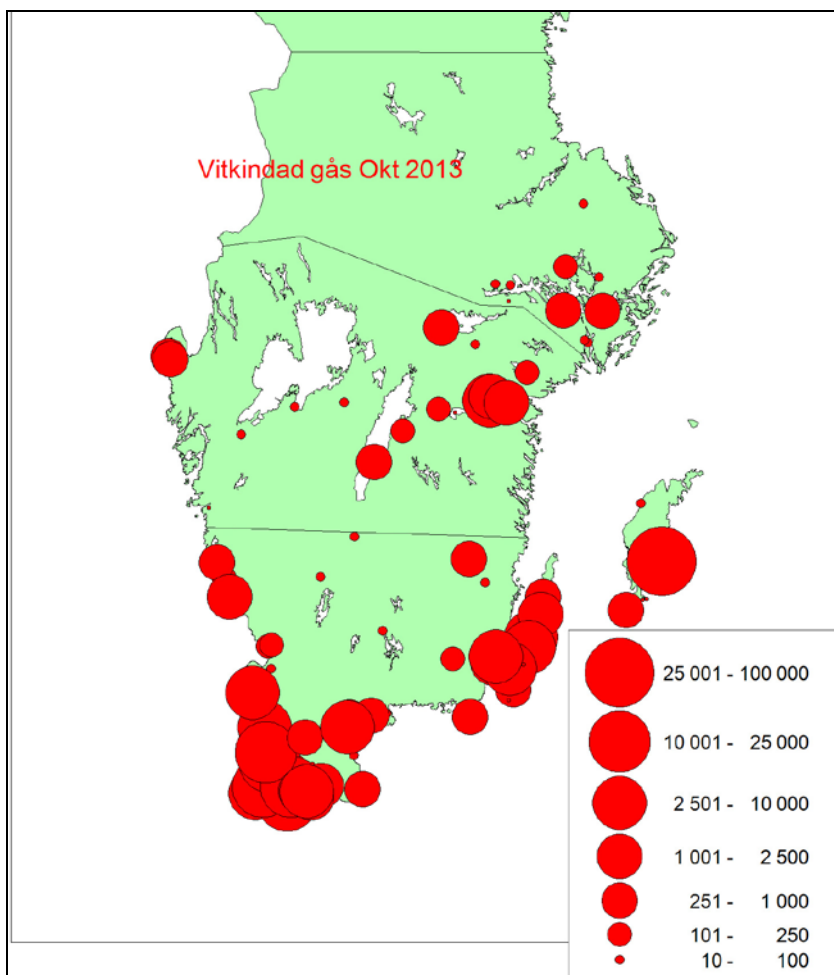 Vitkindad gås Okt 2013
25 001 - 100 000
10 001 - 25 000
2 501 - 10 000
1 001 - 2 500
251 - 1 000
101 - 250
10 - 100